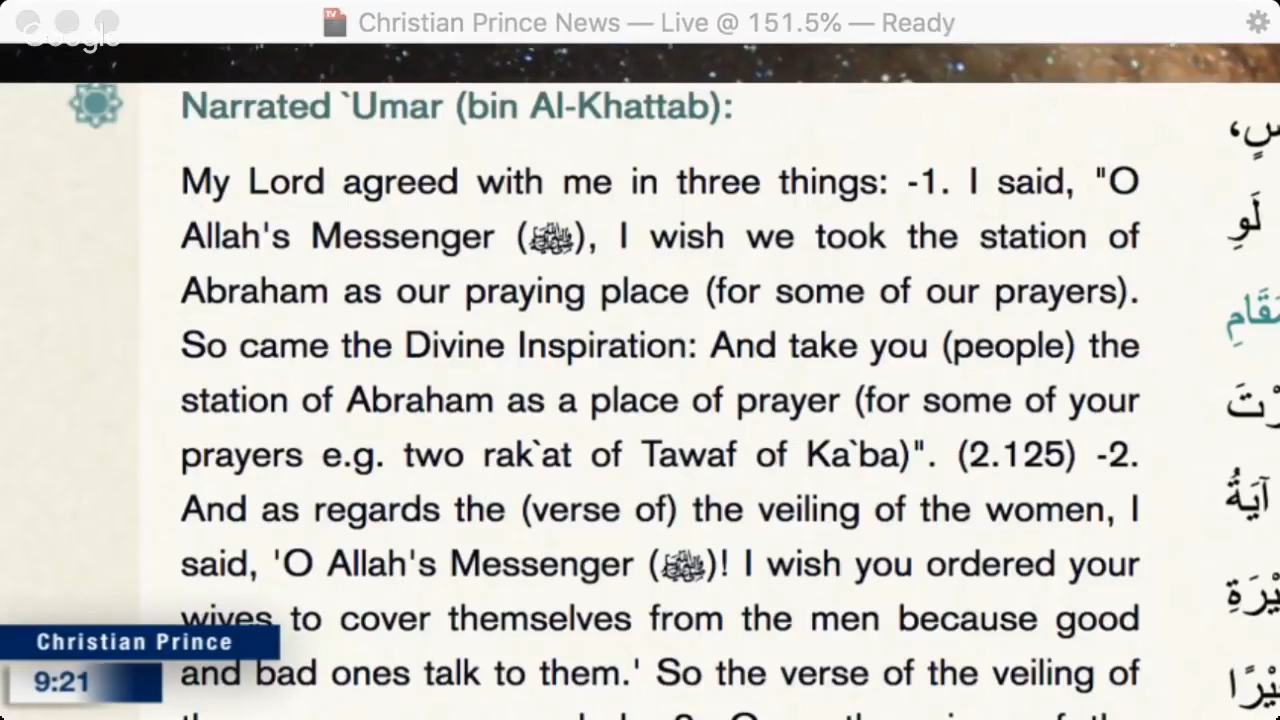 Christian Prince News — Live @ 151.5% — Ready
Google
Narrated `Umar (bin Al-Khattab):
My Lord agreed with me in three things: -1. I said, "O
Allah's Messenger (ﷺ), I wish we took the station of
Abraham as our praying place (for some of our prayers).
So came the Divine Inspiration: And take you (people) the
station of Abraham as a place of prayer (for some of your
prayers e.g. two rak`at of Tawaf of Ka`ba)". (2.125) -2.
And as regards the (verse of) the veiling of the women, I
said, 'O Allah's Messenger (ﷺ)! I wish you ordered your
wives to cover themselves from the men because good
and bad ones talk to them.' So the verse of the veiling of
لَوِ
آيَةُ
Christian Prince
9:21